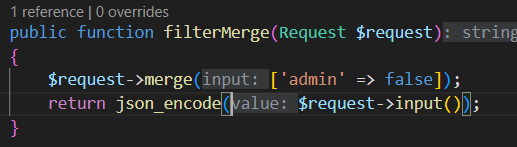 1 reference | 0 overrides
public function filterMerge(Request $request): string
{
$request->merge(input: ['admin' => false]);
return json_encode(value: $request->input());
}